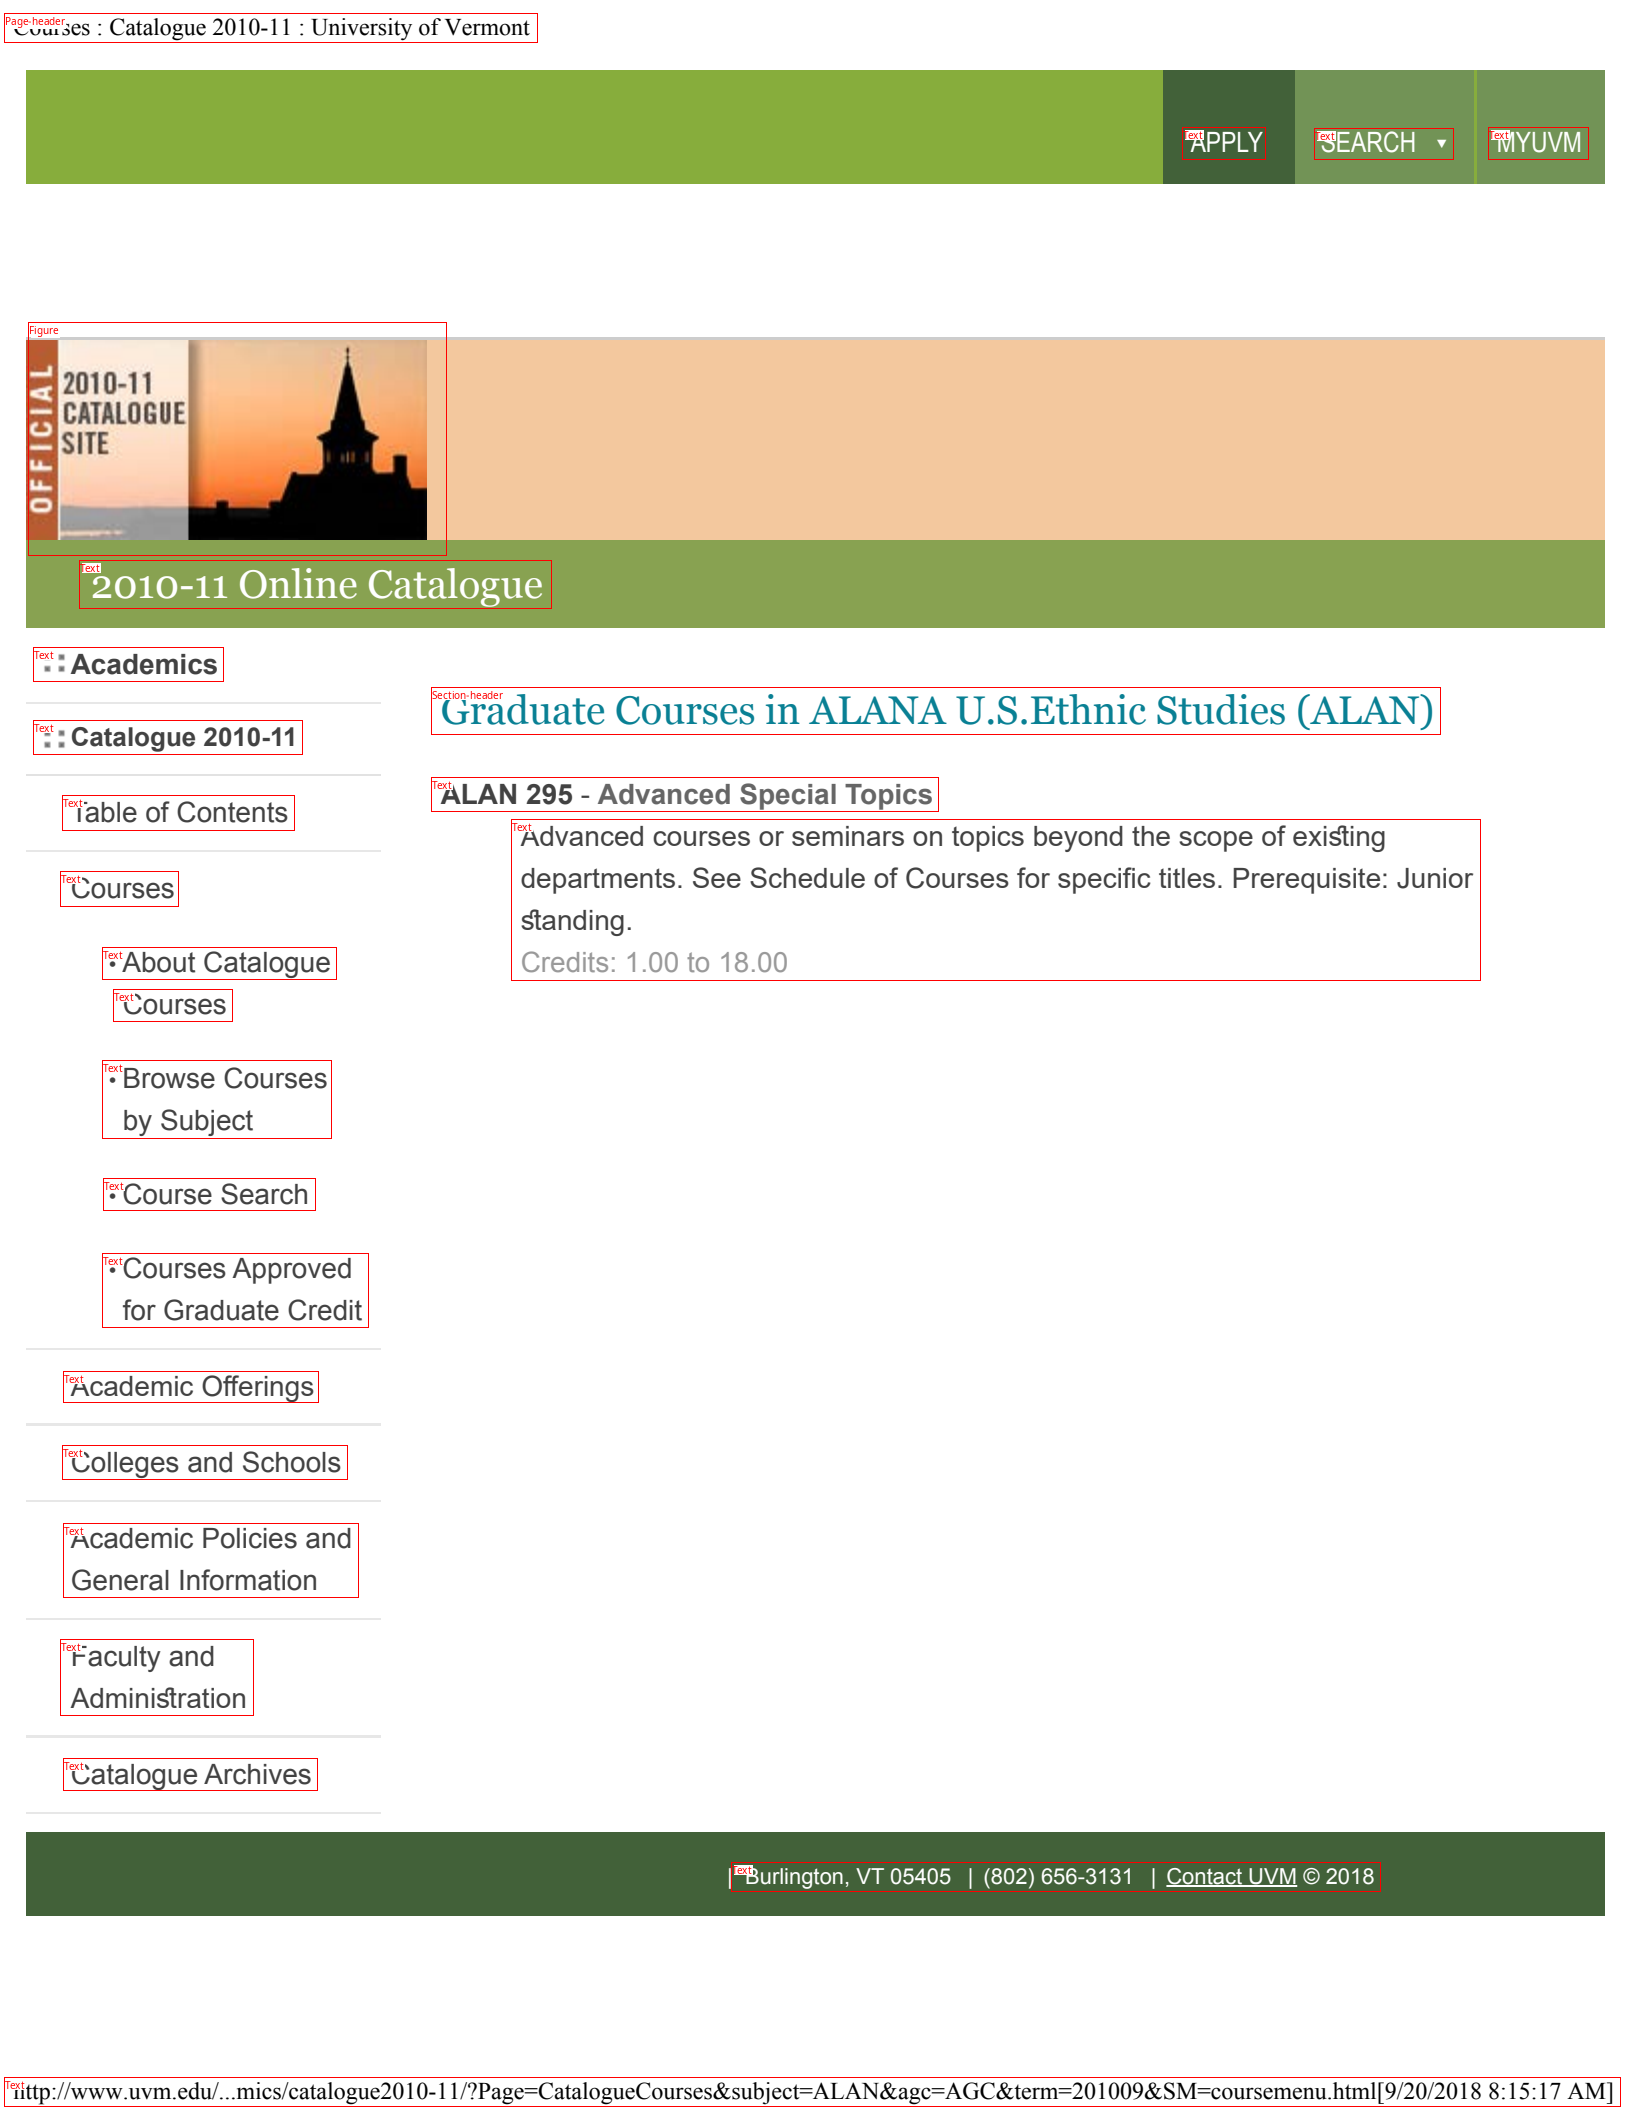 Courses : Catalogue 2010-11 : University of Vermont
APPLY
SEARCH ▼
MYUVM
OFFICIAL
2010-11
CATALOGUE
SITE
2010-11 Online Catalogue
Academics
Catalogue 2010-11
Table of Contents
Courses
• About Catalogue
Courses
• Browse Courses
by Subject
• Course Search
• Courses Approved
for Graduate Credit
Academic Offerings
Colleges and Schools
Academic Policies and
General Information
Faculty and
Administration
Catalogue Archives
Graduate Courses in ALANA U.S.Ethnic Studies (ALAN)
ALAN 295 - Advanced Special Topics
Advanced courses or seminars on topics beyond the scope of existing
departments. See Schedule of Courses for specific titles. Prerequisite: Junior
standing.
Credits: 1.00 to 18.00
| Burlington, VT 05405 | (802) 656-3131 | Contact UVM © 2018
http://www.uvm.edu/...mics/catalogue2010-11/?Page=CatalogueCourses&subject=ALAN&agc=AGC&term=201009&SM=coursemenu.html[9/20/2018 8:15:17 AM]